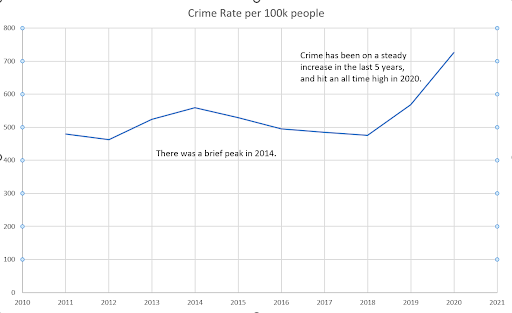 Crime Rate per 100k people
800
700
600
500
400
300
200
100
0
Crime has been on a steady
increase in the last 5 years,
and hit an all time high in 2020.
There was a brief peak in 2014.
2010 2011 2012 2013 2014 2015 2016 2017 2018 2019 2020 2021